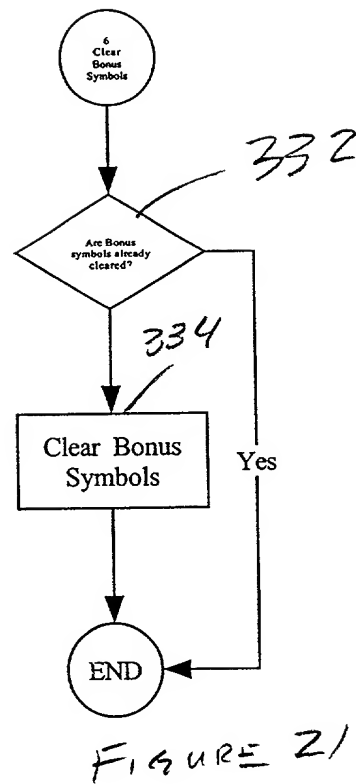 6
Clear
Bonus
Symbols
332
Are Bonus
symbols already
cleared?
334
Clear Bonus
Symbols
Yes
END
FIGURE 21